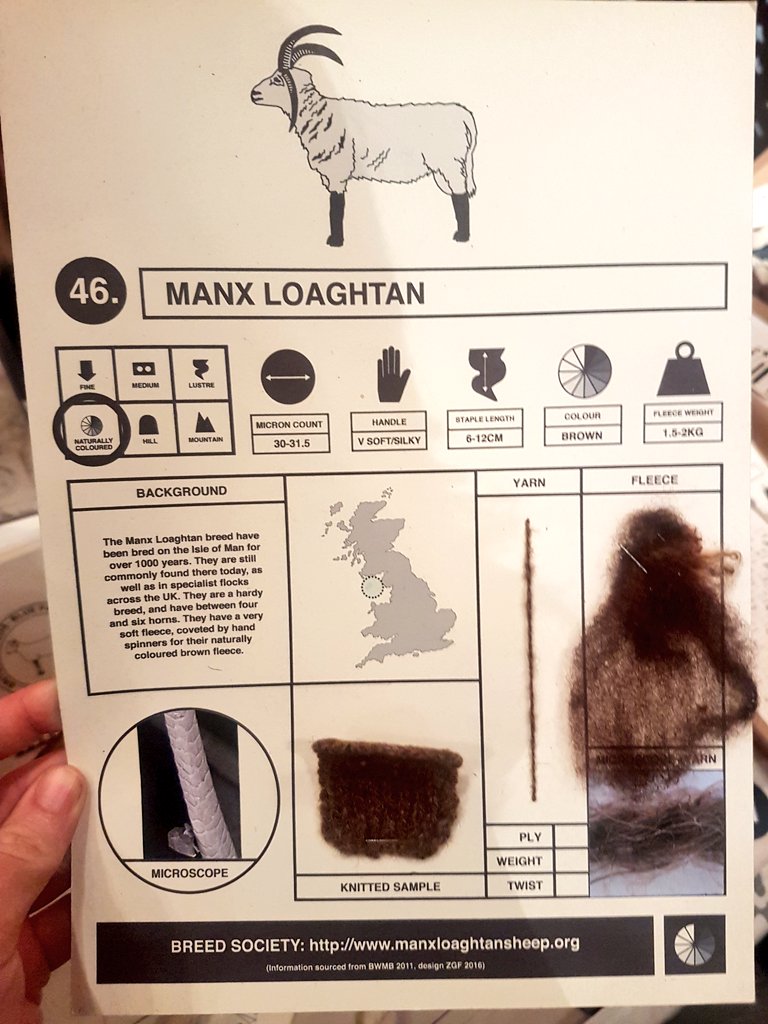 46.
MANX LOAGHTAN
FINE
MEDIUM
LUSTRE
NATURALLY
COLOURED
HILL
MOUNTAIN
MICRON COUNT
30-31.5
HANDLE
V SOFT/SILKY
STAPLE LENGTH
6-12CM
COLOUR
BROWN
FLEECE WEIGHT
1.5-2KG
BACKGROUND
The Manx Loaghtan breed have
been bred on the Isle of Man for
over 1000 years. They are still
commonly found there today, as
well as in specialist flocks
across the UK. They are a hardy
breed, and have between four
and six horns. They have a very
soft fleece, coveted by hand
spinners for their naturally
coloured brown fleece.
YARN
FLEECE
MICROSCOPE
KNITTED SAMPLE
PLY
WEIGHT
TWIST
MICROSCOPE YARN
BREED SOCIETY: http://www.manxloaghtansheep.org
(Information sourced from BWMB 2011, design ZGF 2016)